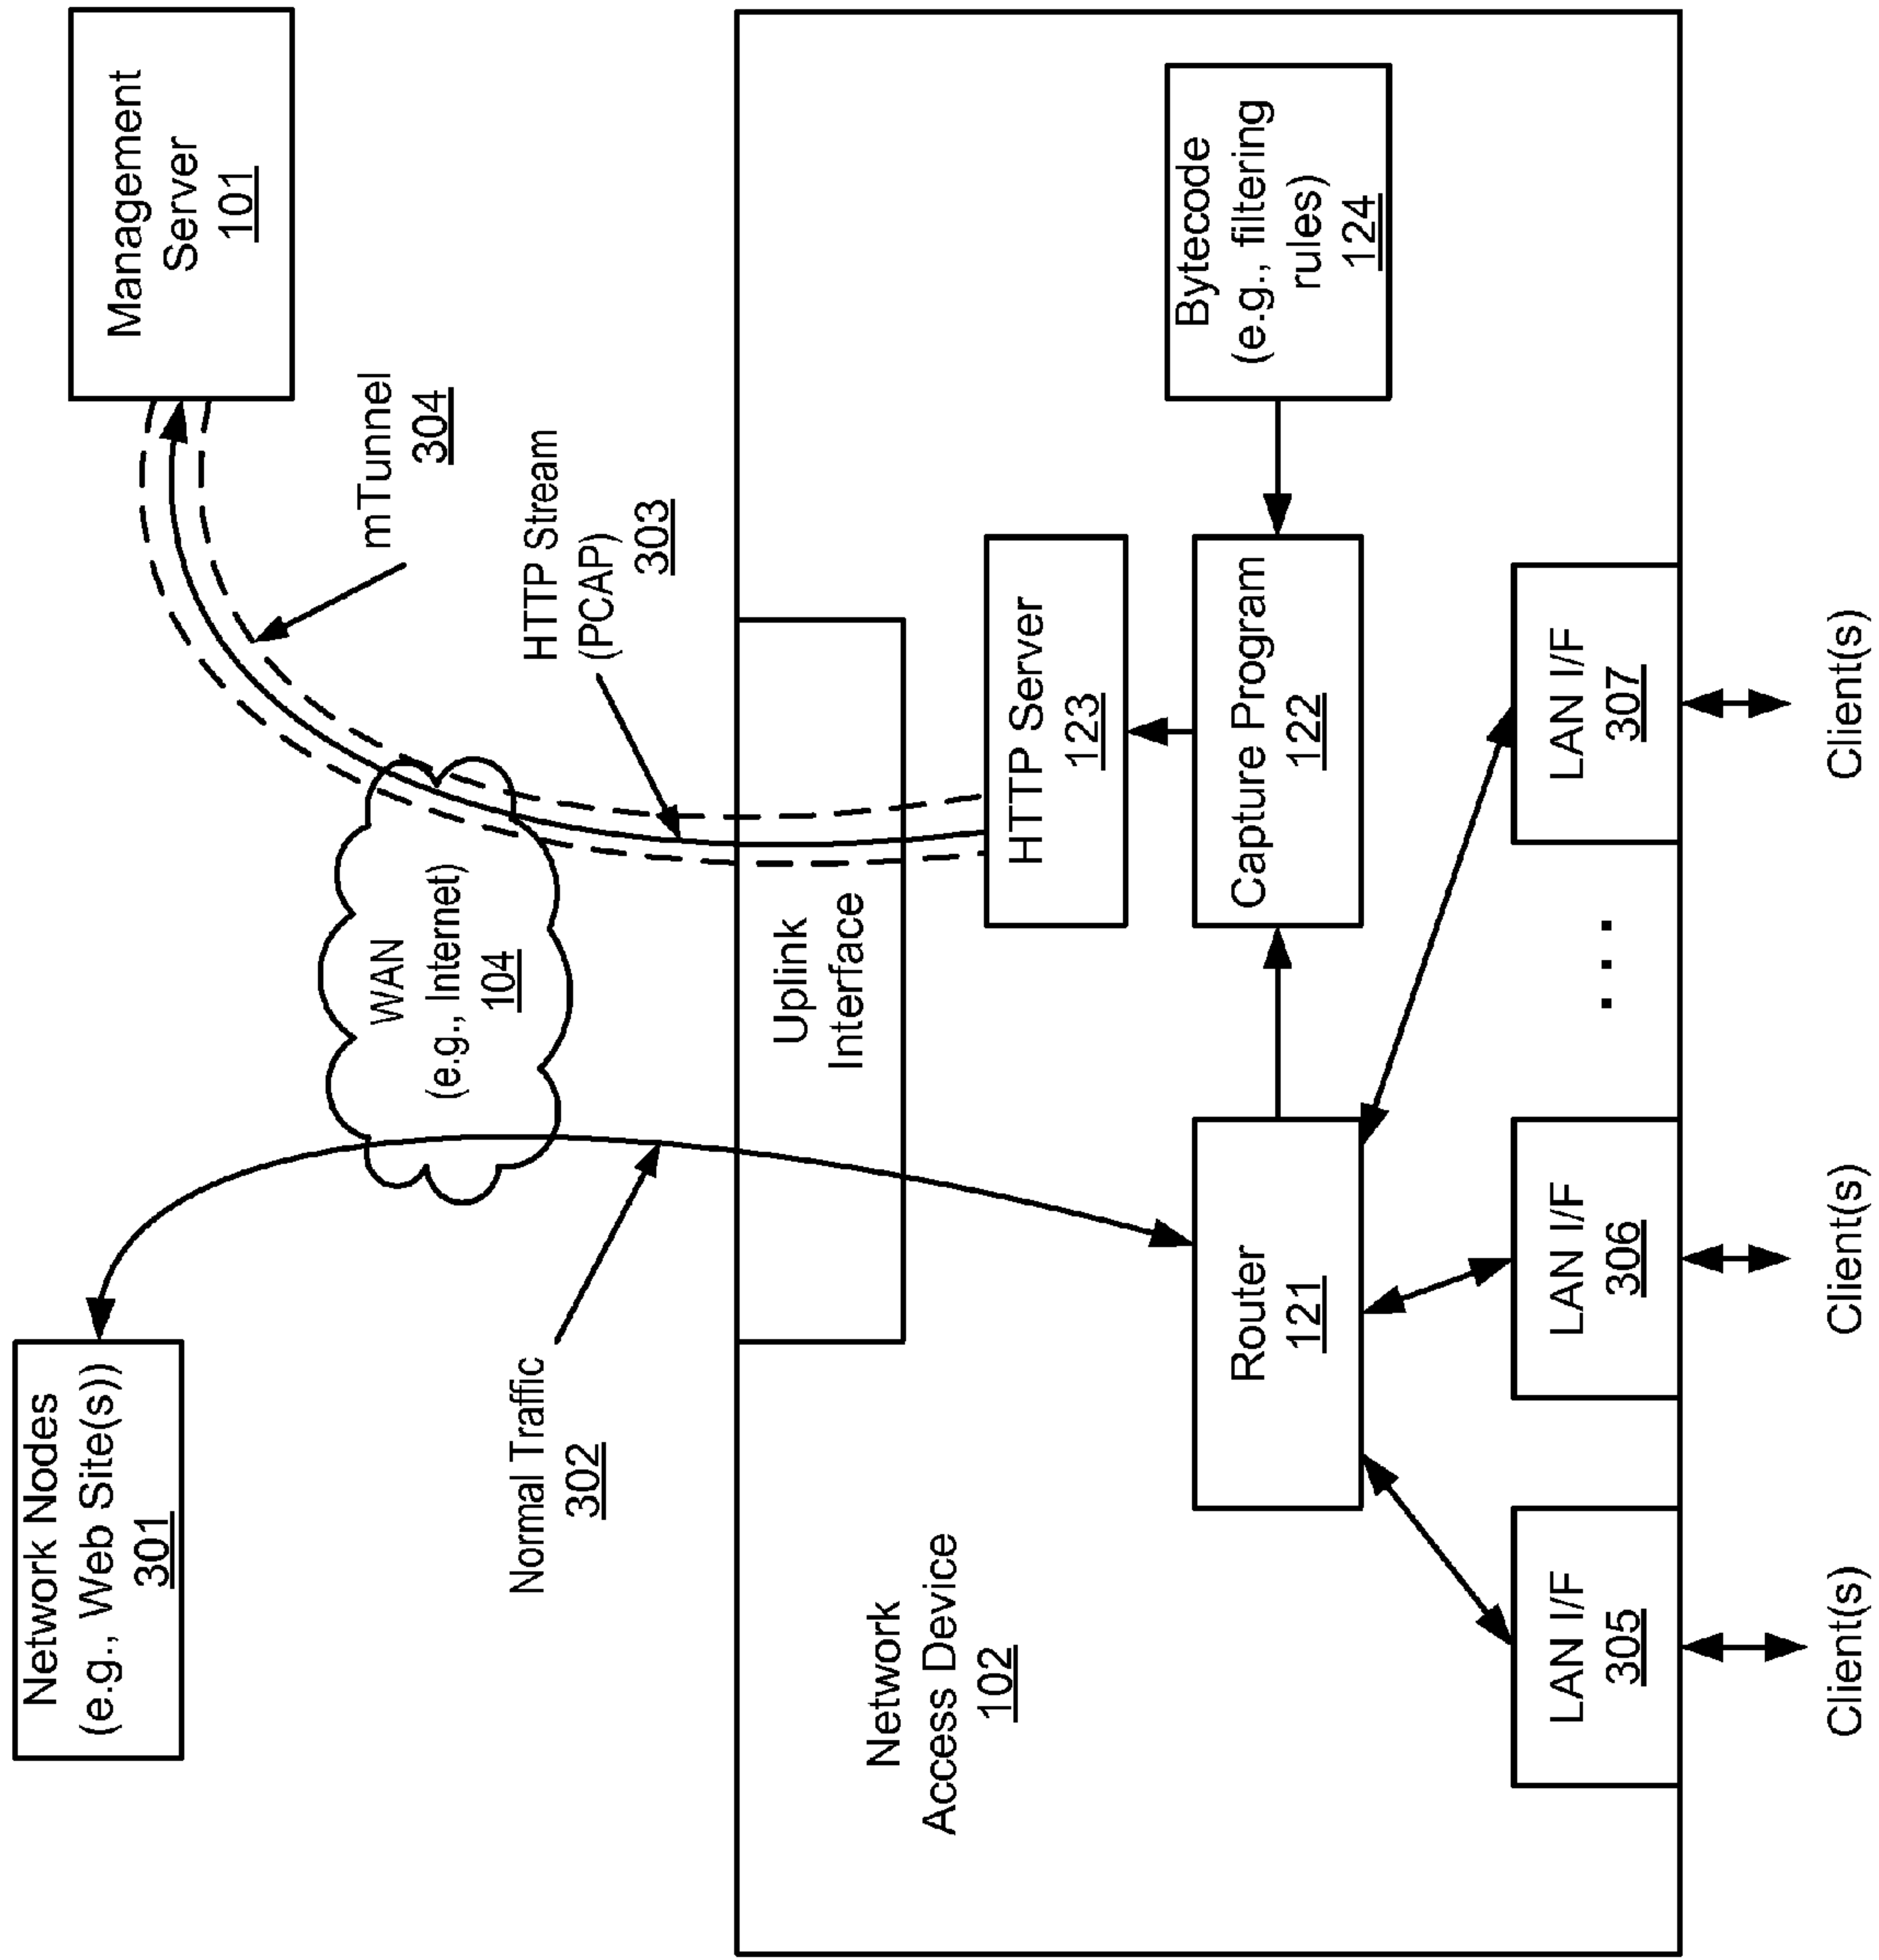 Network Nodes
(e.g., Web Site(s))
301
Management
Server
101
mTunnel
304
WAN
(e.g., Internet)
104
Normal Traffic
302
HTTP Stream
(PCAP)
303
Uplink
Interface
Network
Access Device
102
HTTP Server
123
Router
121
Capture Program
122
Bytecode
(e.g., filtering
rules)
124
LAN I/F
305
LAN I/F
306
. . .
LAN I/F
307
Client(s)
Client(s)
Client(s)